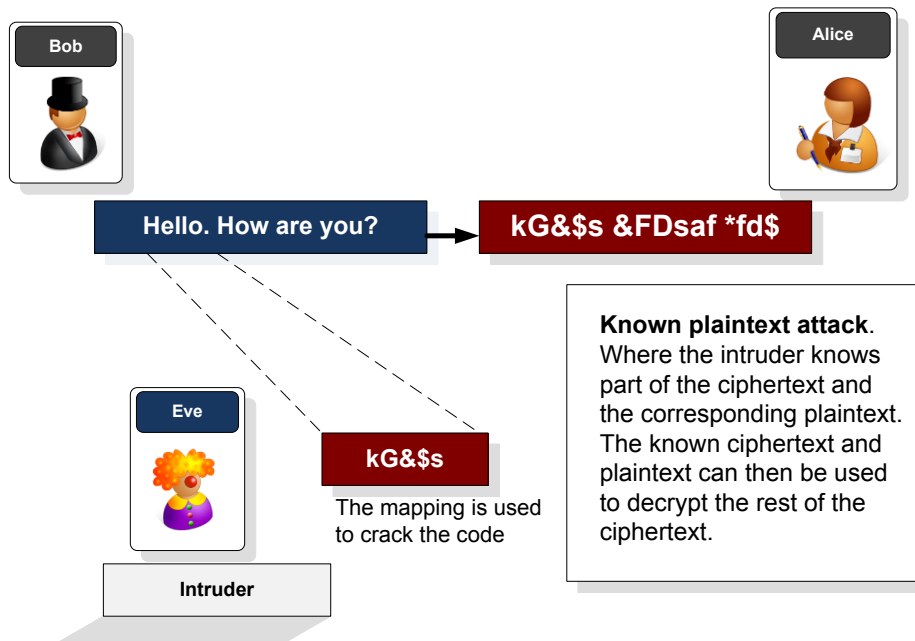 Bob
Alice
Hello. How are you?
kG&$s &FDsaf *fd$
Known plaintext attack.
Where the intruder knows
part of the ciphertext and
the corresponding plaintext.
The known ciphertext and
plaintext can then be used
to decrypt the rest of the
ciphertext.
Eve
kG&$s
The mapping is used
to crack the code
Intruder